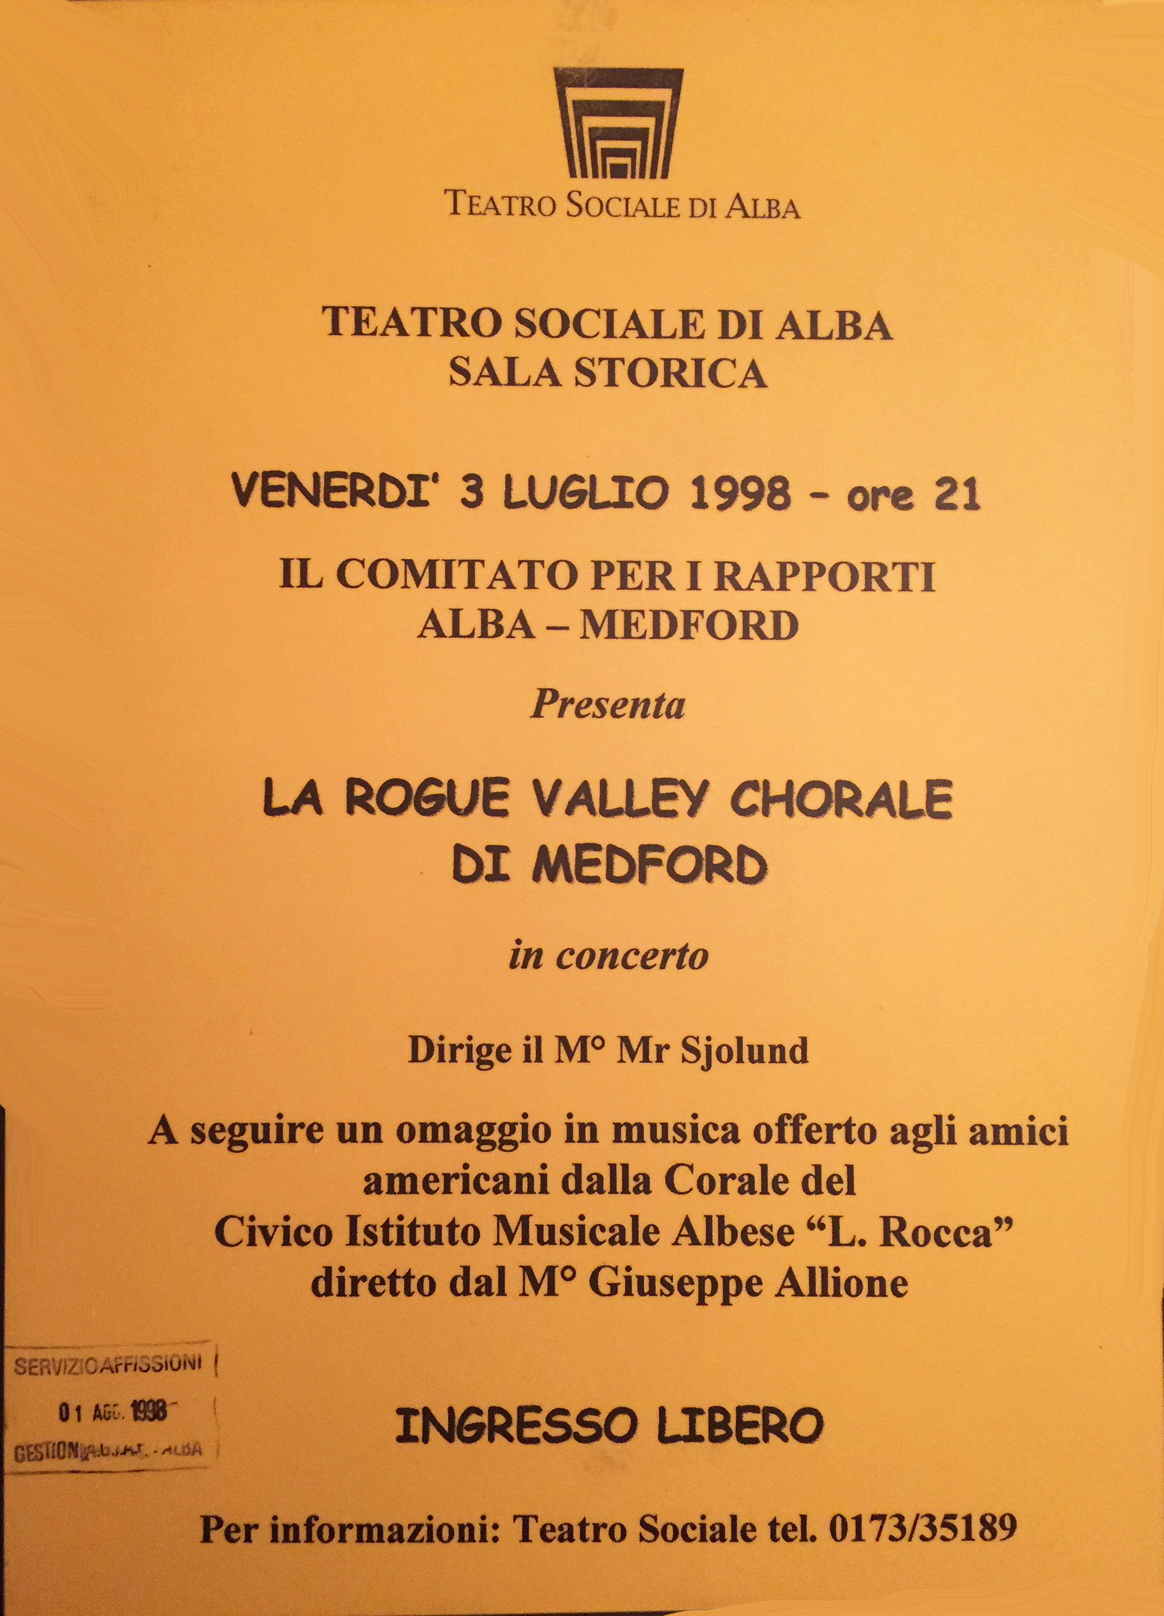 TEATRO SOCIALE DI ALBA
TEATRO SOCIALE DI ALBA
SALA STORICA
VENERDI' 3 LUGLIO 1998 – ore 21
IL COMITATO PER I RAPPORTI
ALBA – MEDFORD
Presenta
LA ROGUE VALLEY CHORALE
DI MEDFORD
in concerto
Dirige il M° Mr Sjolund
A seguire un omaggio in musica offerto agli amici
americani dalla Corale del
Civico Istituto Musicale Albese “L. Rocca”
diretto dal M° Giuseppe Allione
SERVIZIO AFFISSIONI
01 AGO. 1998
ALBA
INGRESSO LIBERO
Per informazioni: Teatro Sociale tel. 0173/35189